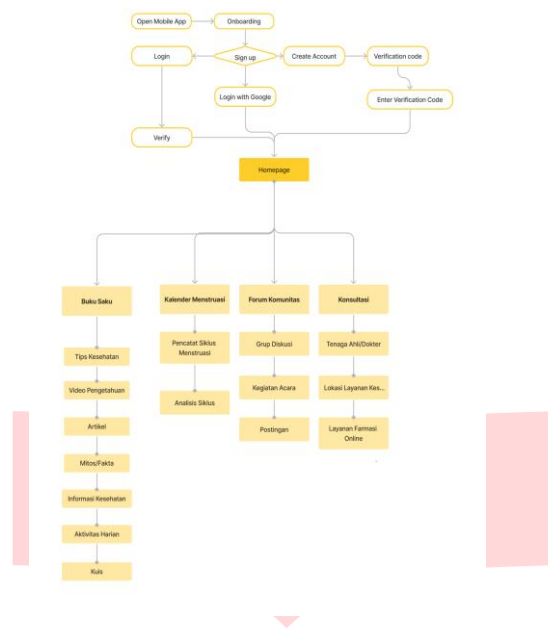 Open Mobile App
Onboarding
Login
Sign up
Create Account
Verification code
Login with Google
Enter Verification Code
Verify
Homepage
Buku Saku
Kalender Menstruasi
Forum Komunitas
Konsultasi
Tips Kesehatan
Pencatat Siklus
Menstruasi
Grup Diskusi
Tenaga Ahli/Dokter
Video Pengetahuan
Analisis Siklus
Kegiatan Acara
Lokasi Layanan Kes...
Artikel
Postingan
Layanan Farmasi
Online
Mitos/Fakta
Informasi Kesehatan
Aktivitas Harian
Kuis